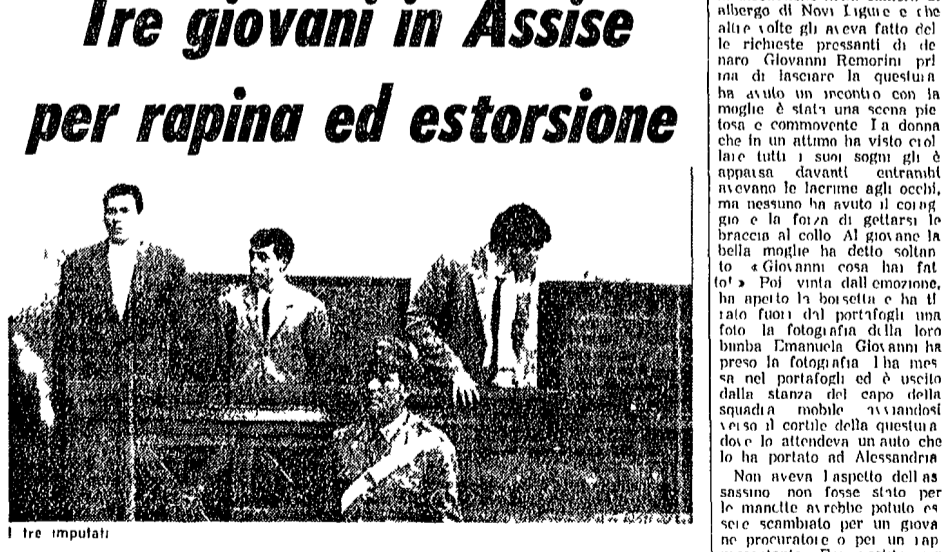 Tre giovani in Assise
per rapina ed estorsione
I tre imputati
albergo di Novi Ligure e che
altre volte gli aveva fatto del
le richieste pressanti di de
naro Giovanni Remorini pri
ma di lasciare la questura
ha avuto un incontro con la
moglie è stata una scena pie
tosa e commovente La donna
che in un attimo ha visto crol
lare tutti i suoi sogni gli è
apparsa davanti entrambi
avevano le lacrime agli occhi,
ma nessuno ha avuto il corag
gio e la forza di gettarsi le
braccia al collo Al giovane la
bella moglie ha detto soltan
to « Giovanni cosa hai fat
to! » Poi vinta dall emozione,
ha aperto la borsetta e ha ti
rato fuori dal portafogli una
foto la fotografia della loro
bimba Emanuela Giovanni ha
preso la fotografia l ha mes
sa nel portafogli ed è uscito
dalla stanza del capo della
squadra mobile avviandosi
verso il cortile della questura
dove lo attendeva un auto che
lo ha portato ad Alessandria
Non aveva l aspetto dell as
sassino non fosse stato per
le manette avrebbe potuto es
sere scambiato per un giova
ne procuratore o per un rap